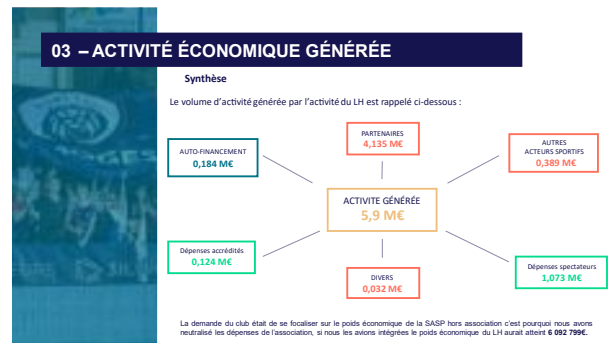 03 – ACTIVITÉ ÉCONOMIQUE GÉNÉRÉE
Synthèse
Le volume d'activité générée par l'activité du LH est rappelé ci-dessous :
PARTENAIRES
4,135 M€
AUTO-FINANCEMENT
0,184 M€
AUTRES
ACTEURS SPORTIFS
0,389 M€
ACTIVITE GÉNÉRÉE
5,9 M€
Dépenses accrédités
0,124 M€
DIVERS
0,032 M€
Dépenses spectateurs
1,073 M€
La demande du club était de se focaliser sur le poids économique de la SASP hors association c'est pourquoi nous avons
neutralisé les dépenses de l'association, si nous les avions intégrées le poids économique du LH aurait atteint 6 092 799€.